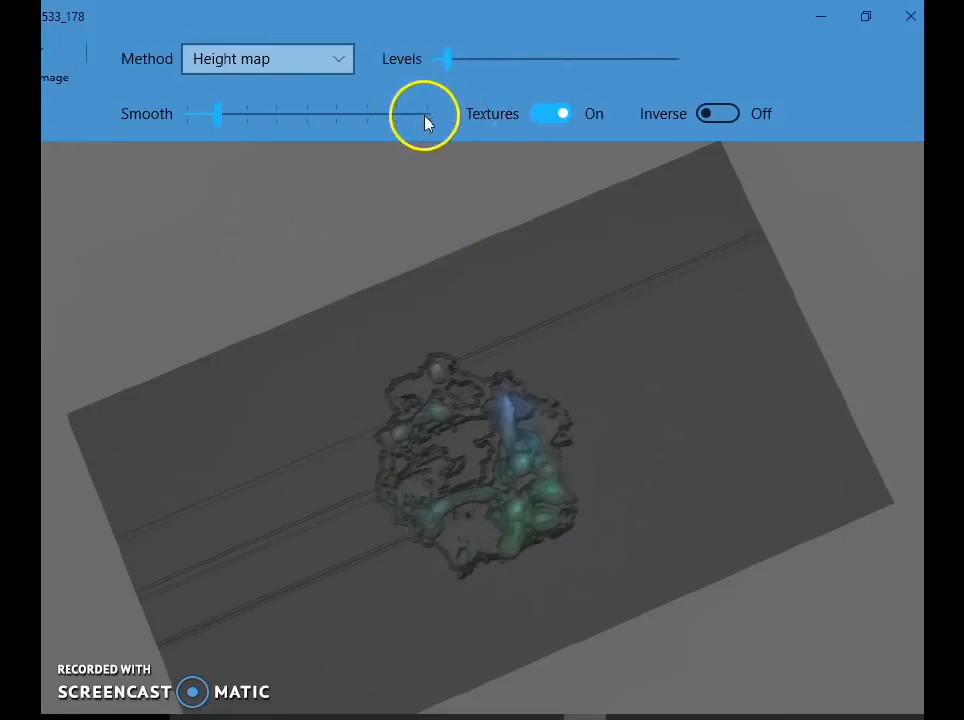 533_178
Method Height map Levels
mage
Smooth Textures On Inverse Off
RECORDED WITH
SCREENCAST MATIC